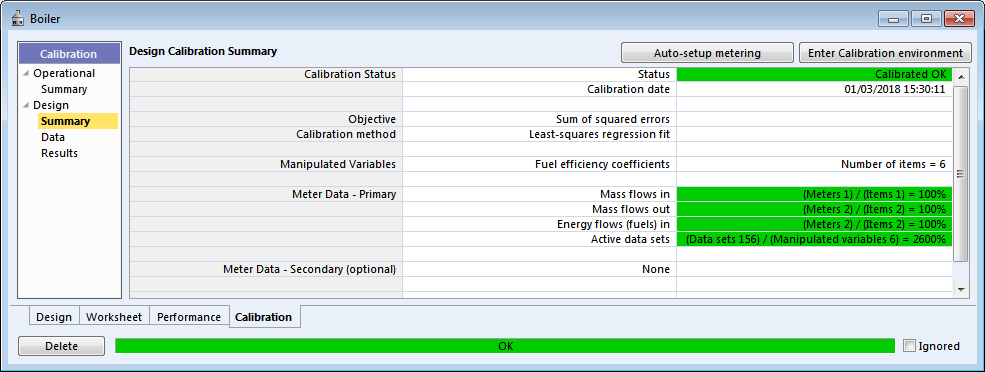 Boiler
Calibration
Operational
Summary
Design
Summary
Data
Results
Design Calibration Summary
Auto-setup metering
Enter Calibration environment
Calibration Status Status Calibrated OK
Calibration date 01/03/2018 15:30:11
Objective Sum of squared errors
Calibration method Least-squares regression fit
Manipulated Variables Fuel efficiency coefficients Number of items = 6
Meter Data - Primary Mass flows in (Meters 1) / (Items 1) = 100%
Mass flows out (Meters 2) / (Items 2) = 100%
Energy flows (fuels) in (Meters 2) / (Items 2) = 100%
Active data sets (Data sets 156) / (Manipulated variables 6) = 2600%
Meter Data - Secondary (optional) None
Design Worksheet Performance Calibration
Delete OK Ignored